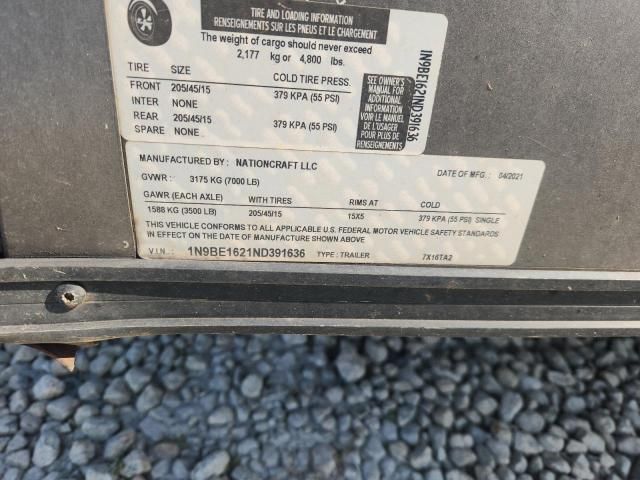 TIRE AND LOADING INFORMATION
RENSEIGNEMENTS SUR LES PNEUS ET LE CHARGEMENT
The weight of cargo should never exceed
2,177 kg or 4,800 lbs.
TIRE SIZE COLD TIRE PRESS.
FRONT 205/45/15 379 KPA (55 PSI)
INTER NONE
REAR 205/45/15 379 KPA (55 PSI)
SPARE NONE
SEE OWNER'S
MANUAL FOR
ADDITIONAL
INFORMATION
VOIR LE MANUEL
DE L'USAGER
POUR PLUS DE
1N9BE1621ND391636
MANUFACTURED BY: NATIONCRAFT LLC DATE OF MFG.: 04/2021
GVWR: 3175 KG (7000 LB)
GAWR (EACH AXLE) WITH TIRES RIMS AT COLD
1588 KG (3500 LB) 205/45/15 15X5 379 KPA (55 PSI) SINGLE
THIS VEHICLE CONFORMS TO ALL APPLICABLE U.S. FEDERAL MOTOR VEHICLE SAFETY STANDARDS
IN EFFECT ON THE DATE OF MANUFACTURE SHOWN ABOVE.
V.I.N.: 1N9BE1621ND391636 TYPE: TRAILER 7X16TA2